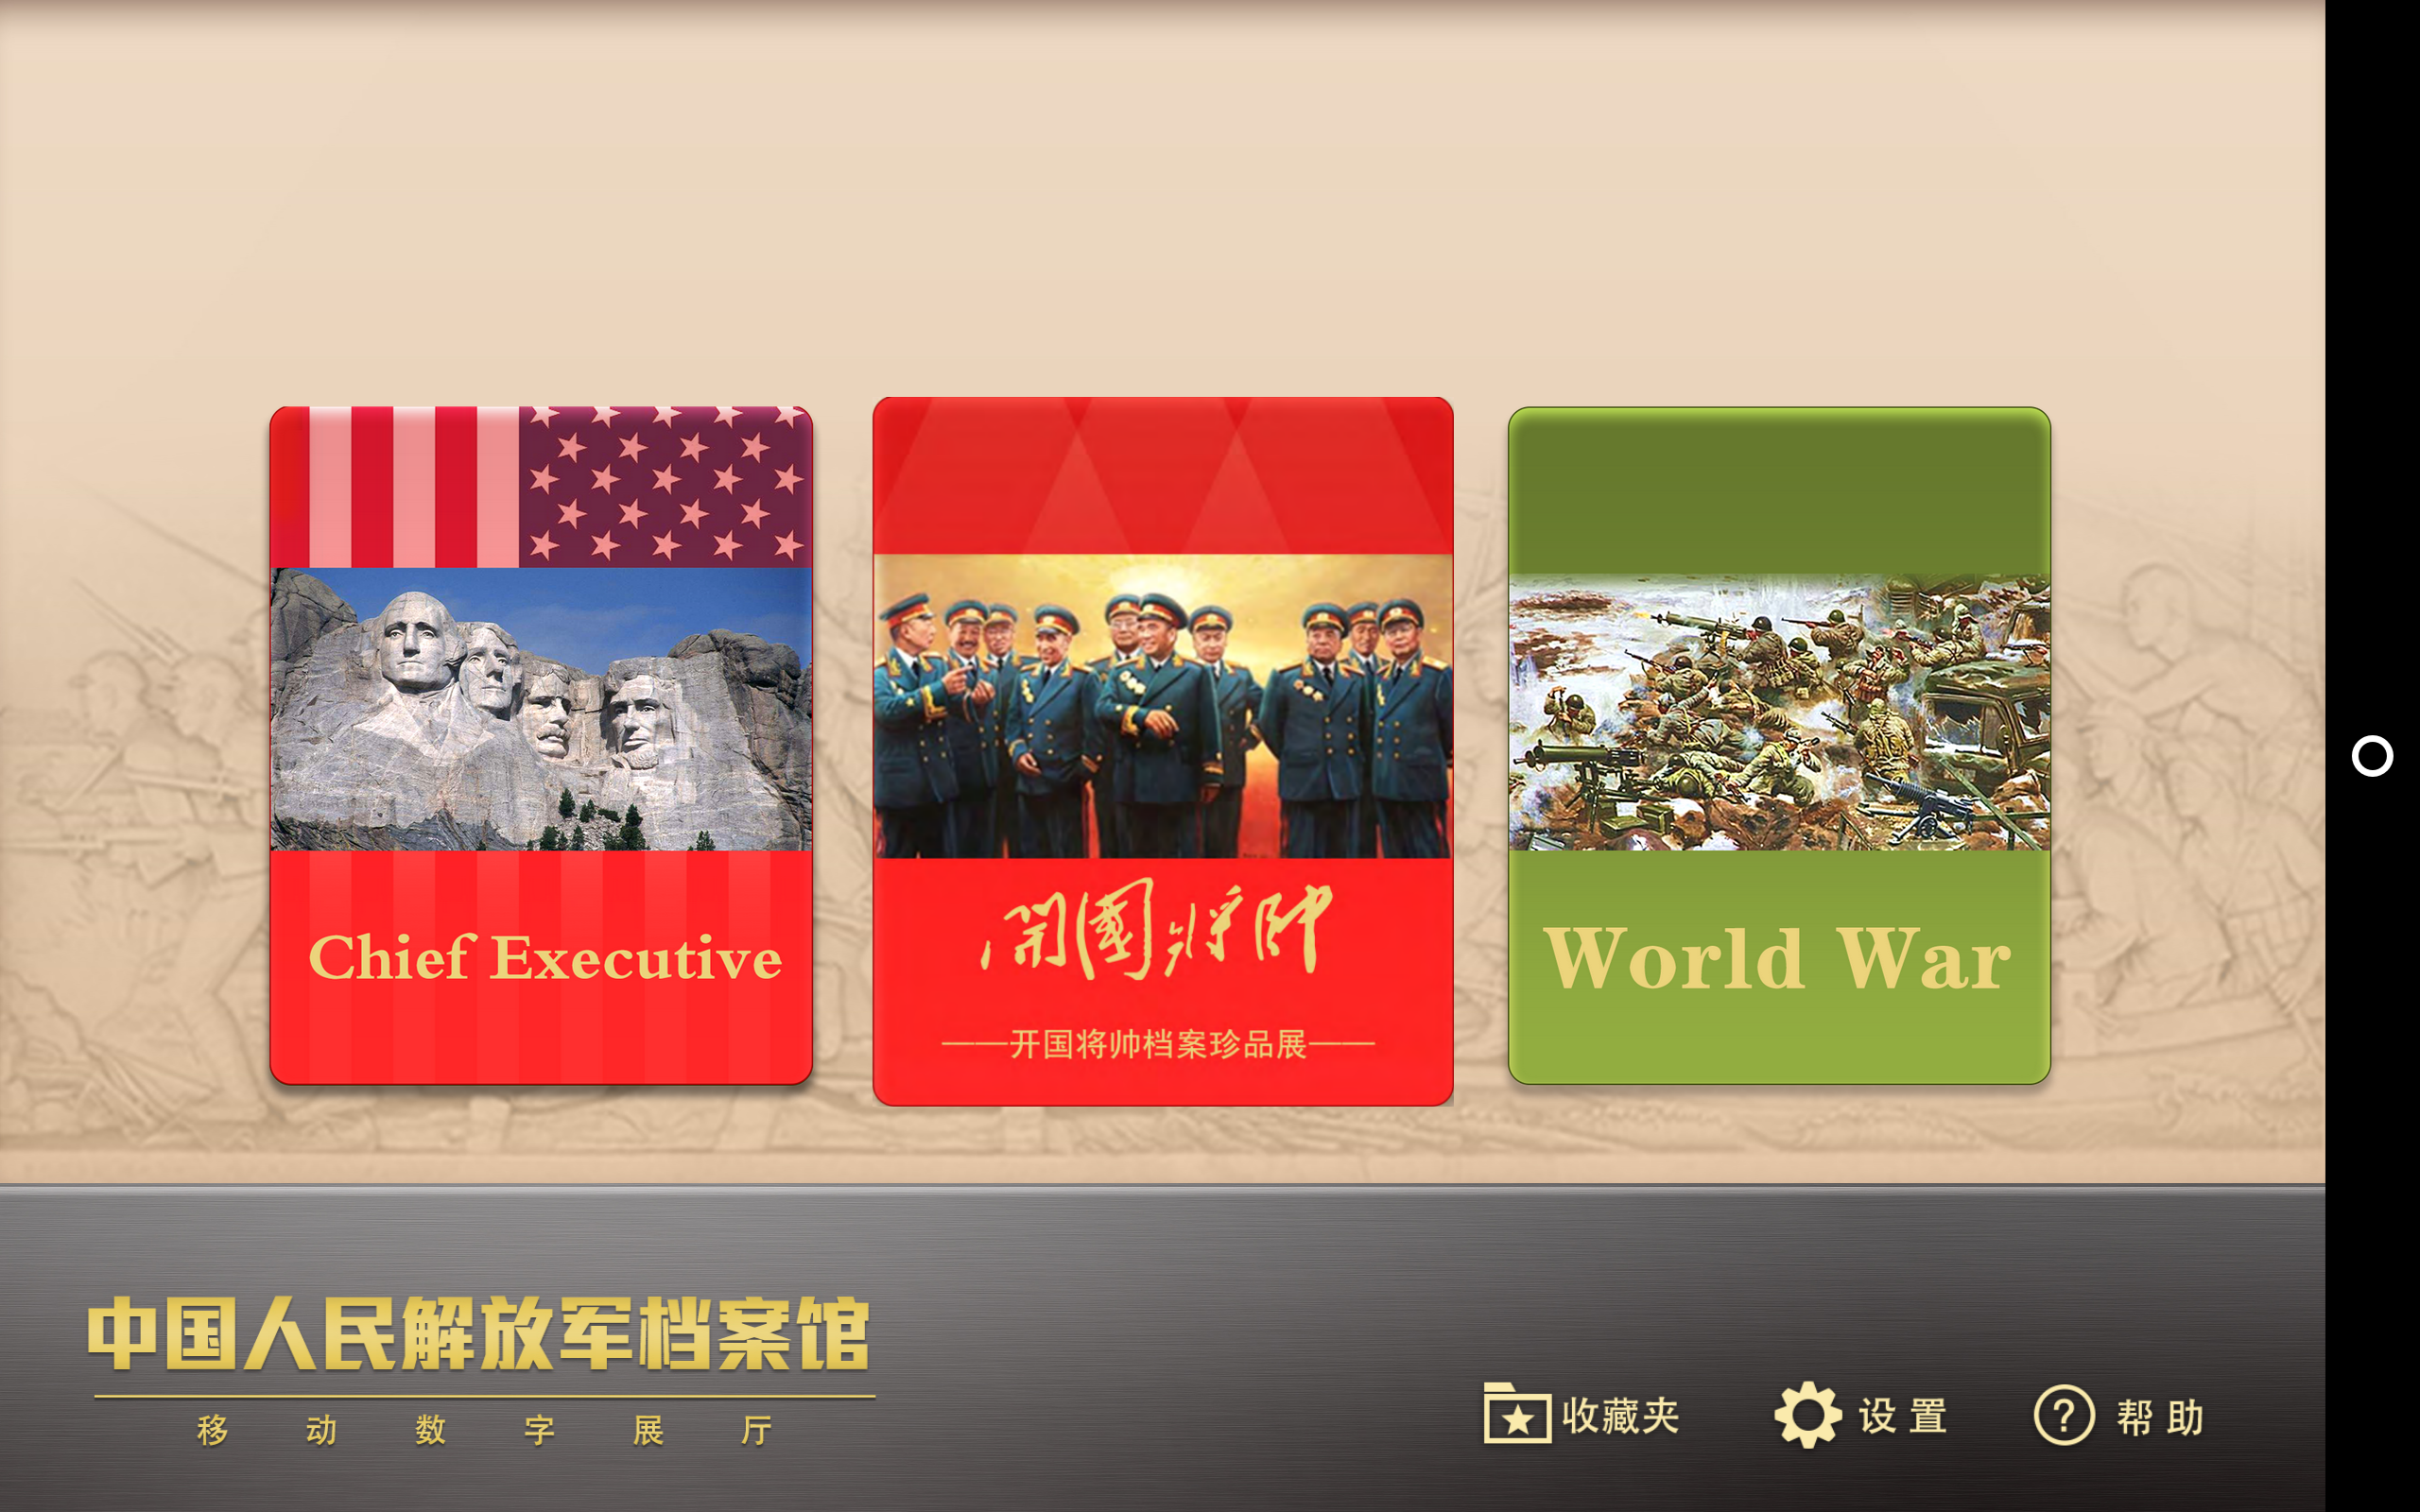 Chief Executive
開國将帥
——开国将帅档案珍品展——
World War
中国人民解放军档案馆
移动数字展厅
收藏夹
设置
帮助